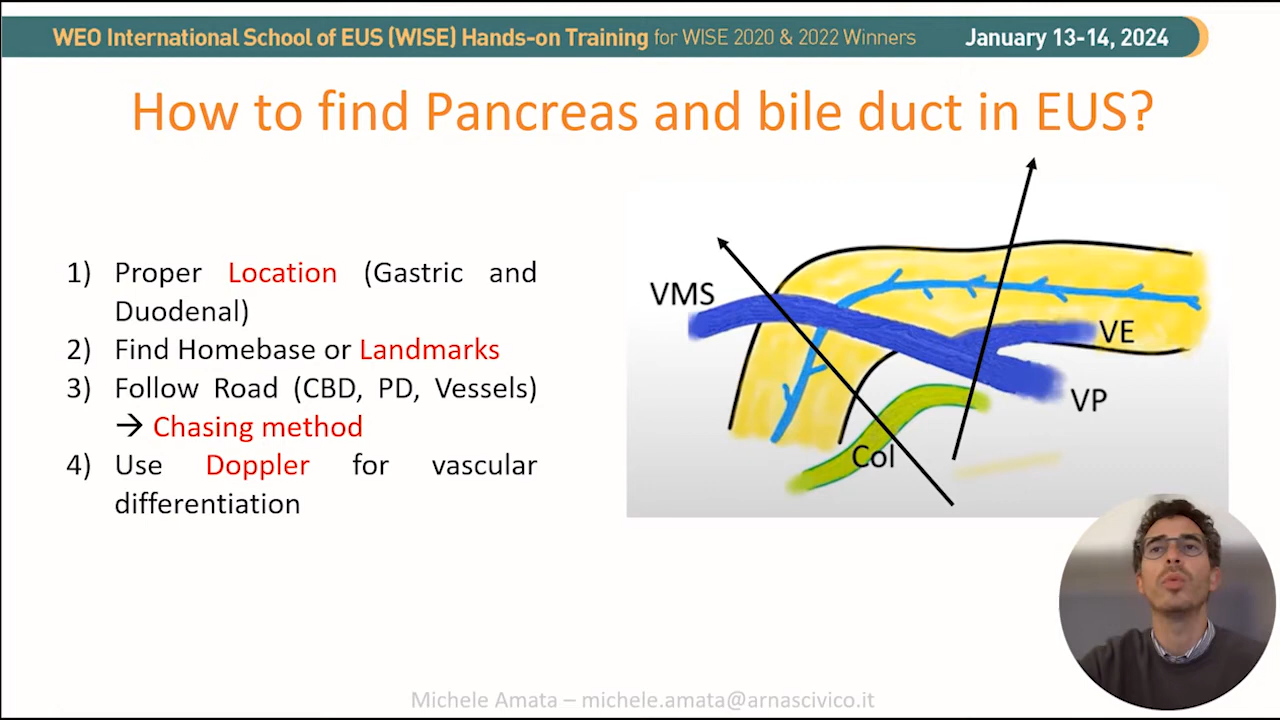 WEO International School of EUS (WISE) Hands-on Training for WISE 2020 & 2022 Winners January 13-14, 2024
How to find Pancreas and bile duct in EUS?
1) Proper Location (Gastric and
Duodenal)
2) Find Homebase or Landmarks
3) Follow Road (CBD, PD, Vessels)
→ Chasing method
4) Use Doppler for vascular
differentiation
VMS
VE
VP
Col
Michele Amata – michele.amata@arnascivico.it